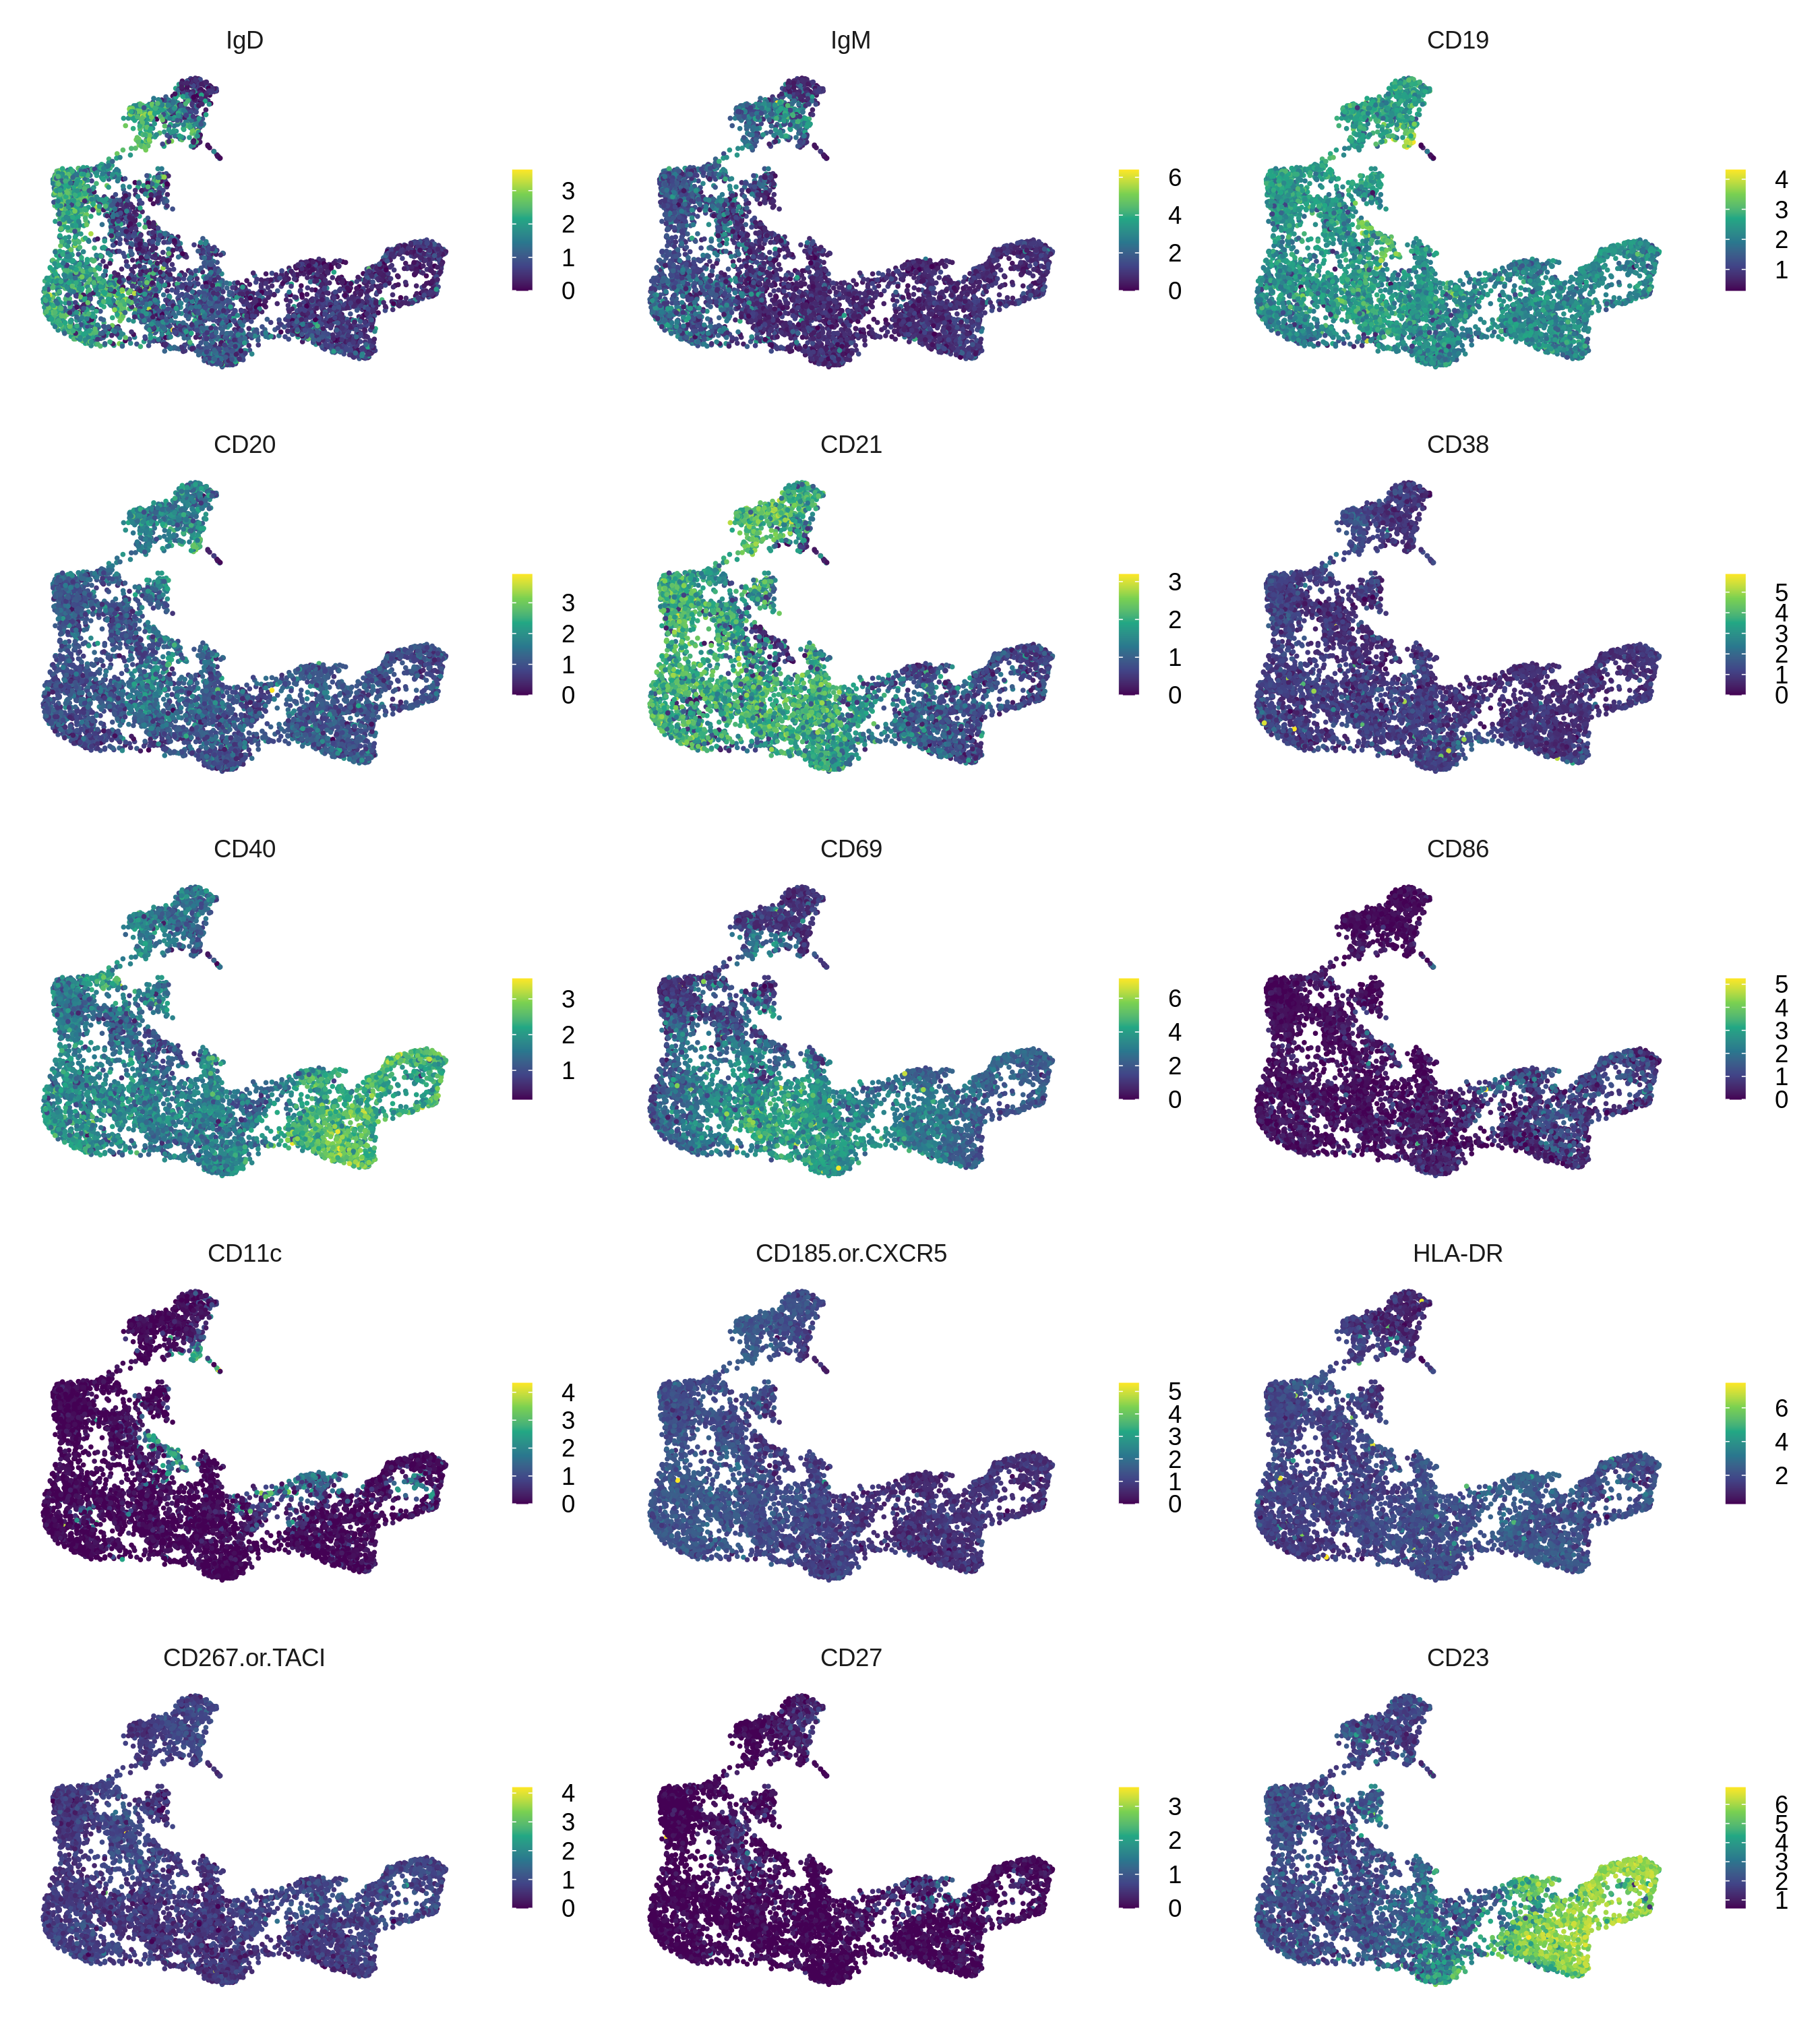 IgD IgM CD19
3 6 4
2 4 3
1 2 2
0 0 1
CD20 CD21 CD38
3 3 5
2 2 4
1 1 3
0 0 2
1
0
CD40 CD69 CD86
3 6 5
2 4 4
1 2 3
0 2
1
0
CD11c CD185.or.CXCR5 HLA-DR
4 5 6
3 4 4
2 3 2
1 2
0 1
0
CD267.or.TACI CD27 CD23
4 3 6
3 2 5
2 1 4
1 0 3
0 2
1